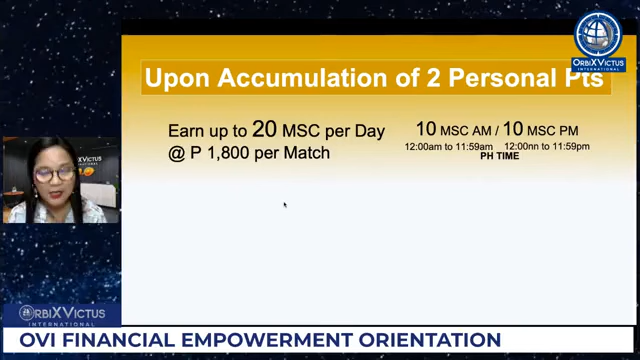 Upon Accumulation of 2 Personal Pts
ORBIXVICTUS
INTERNATIONAL
Earn up to 20 MSC per Day
@ P 1,800 per Match
10 MSC AM / 10 MSC PM
12:00am to 11:59am 12:00nn to 11:59pm
PH TIME
ORBIXVICTUS
INTERNATIONAL
OVI FINANCIAL EMPOWERMENT ORIENTATION